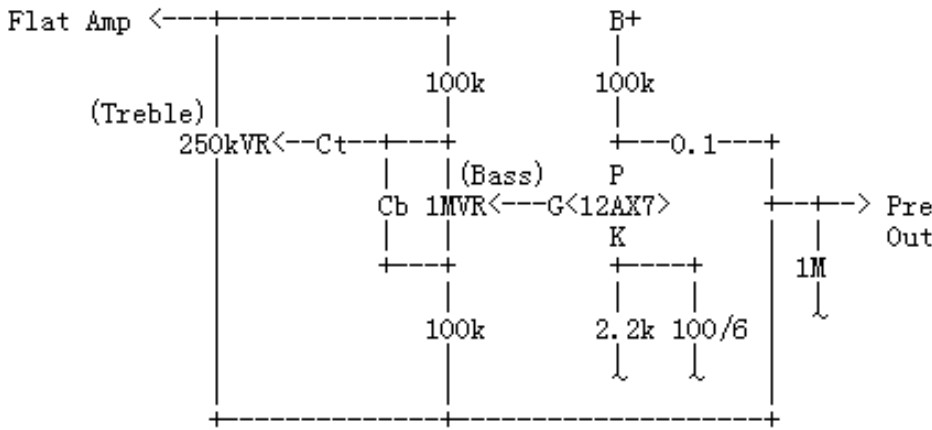 Flat Amp <---+--------------+ B+
100k 100k
(Treble)
250kVR<--Ct--+---+ +---0.1---+
(Bass) P
Cb 1MVR<---G<12AX7> +--+--> Pre
K Out
+---+ +----+ 1M
100k 2.2k 100/6